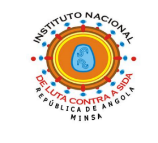 INSTITUTO NACIONAL
DE LUTA CONTRA A SIDA
REPÚBLICA DE ANGOLA
MINSA